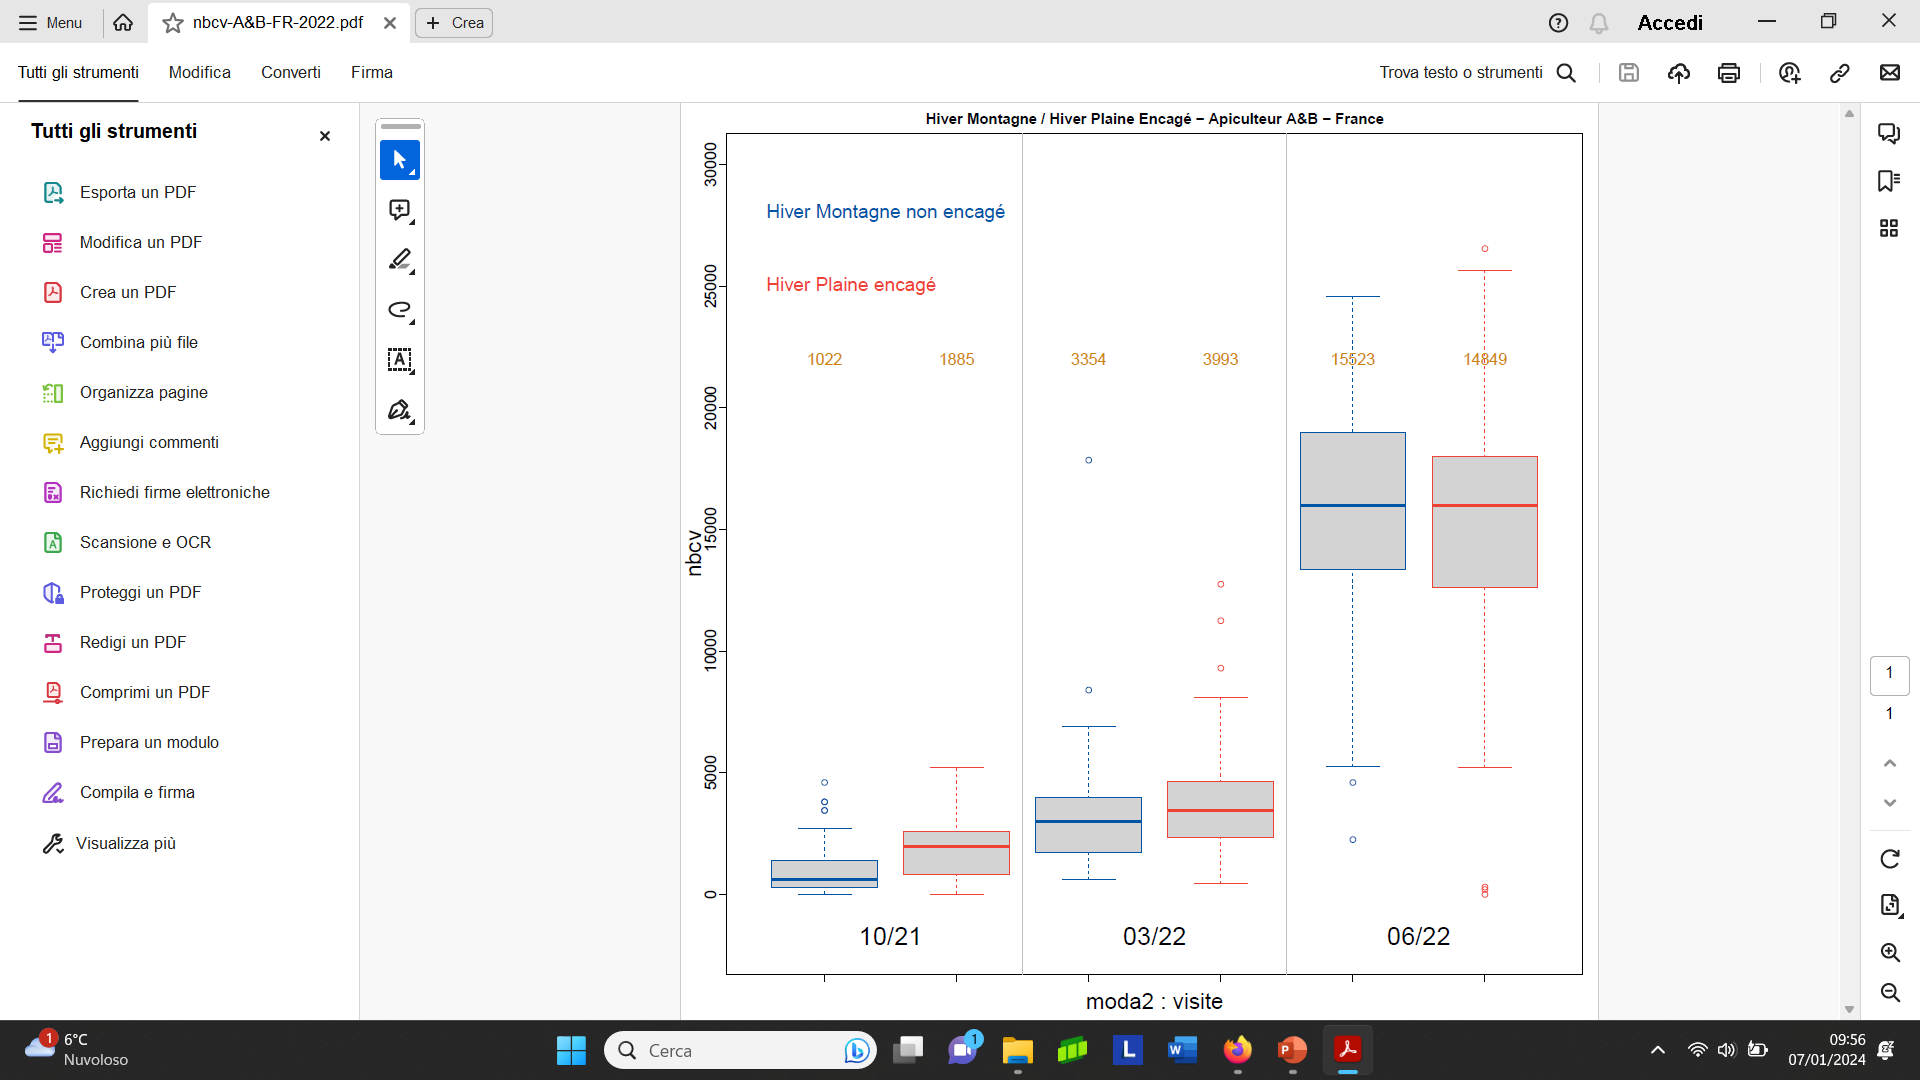 Menu
nbcv-A&B-FR-2022.pdf
Crea
Accedi
Tutti gli strumenti
Modifica
Converti
Firma
Trova testo o strumenti
Tutti gli strumenti
Esporta un PDF
Modifica un PDF
Crea un PDF
Combina più file
Organizza pagine
Aggiungi commenti
Richiedi firme elettroniche
Scansione e OCR
Proteggi un PDF
Redigi un PDF
Comprimi un PDF
Prepara un modulo
Compila e firma
Visualizza più
Hiver Montagne / Hiver Plaine Encagé – Apiculteur A&B – France
Hiver Montagne non encagé
Hiver Plaine encagé
1022 1885 3354 3993 15523 14849
30000
25000
20000
15000
10000
5000
0
nbcv
10/21 03/22 06/22
moda2 : visite
1
1
1
6°C
Nuvoloso
Cerca
1
L
W
P
09:56
07/01/2024